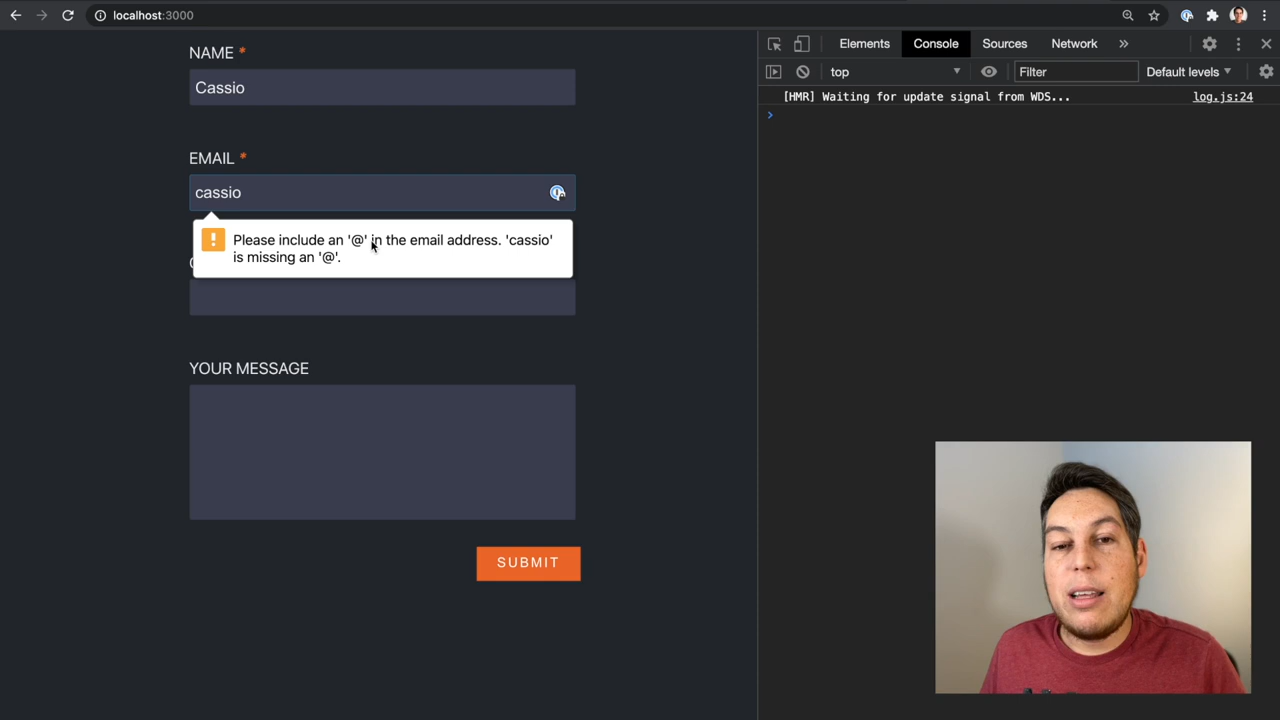 localhost:3000
Elements Console Sources Network »
top Filter Default levels
[HMR] Waiting for update signal from WDS... log.js:24
NAME *
Cassio
EMAIL *
cassio
Please include an '@' in the email address. 'cassio'
is missing an '@'.
YOUR MESSAGE
SUBMIT